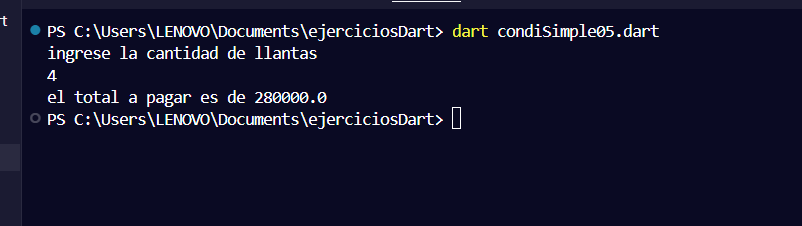 rt
PS C:\Users\LENOVO\Documents\ejerciciosDart> dart condiSimple05.dart
ingrese la cantidad de llantas
4
el total a pagar es de 280000.0
PS C:\Users\LENOVO\Documents\ejerciciosDart>